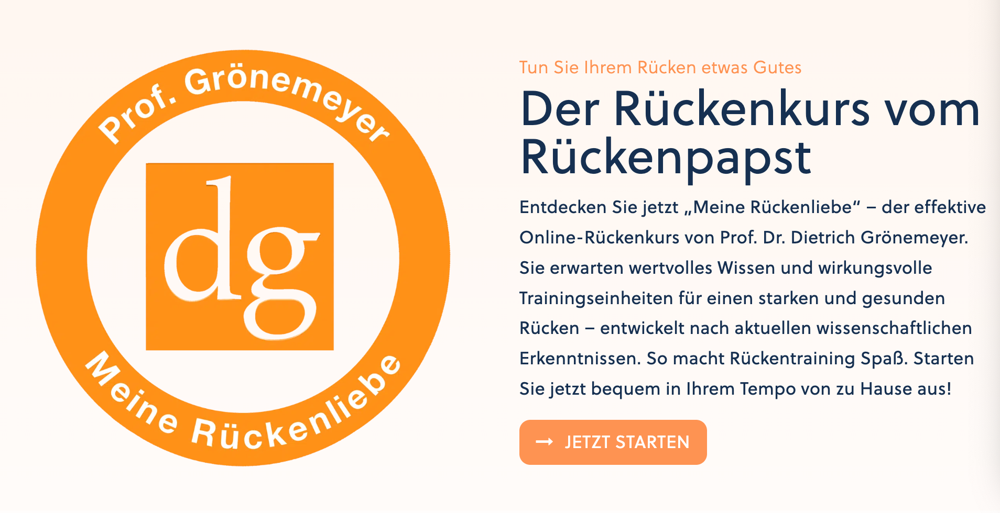 Prof. Grönemeyer
dg
Meine Rückenliebe
Tun Sie Ihrem Rücken etwas Gutes
Der Rückenkurs vom
Rückenpapst
Entdecken Sie jetzt „Meine Rückenliebe“ – der effektive
Online-Rückenkurs von Prof. Dr. Dietrich Grönemeyer.
Sie erwarten wertvolles Wissen und wirkungsvolle
Trainingseinheiten für einen starken und gesunden
Rücken – entwickelt nach aktuellen wissenschaftlichen
Erkenntnissen. So macht Rückentraining Spaß. Starten
Sie jetzt bequem in Ihrem Tempo von zu Hause aus!
→ JETZT STARTEN